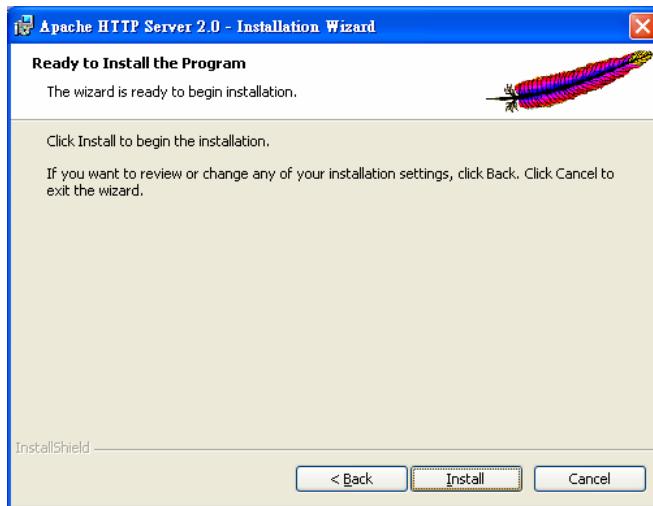 Apache HTTP Server 2.0 - Installation Wizard
Ready to Install the Program
The wizard is ready to begin installation.
Click Install to begin the installation.
If you want to review or change any of your installation settings, click Back. Click Cancel to
exit the wizard.
InstallShield
< Back
Install
Cancel